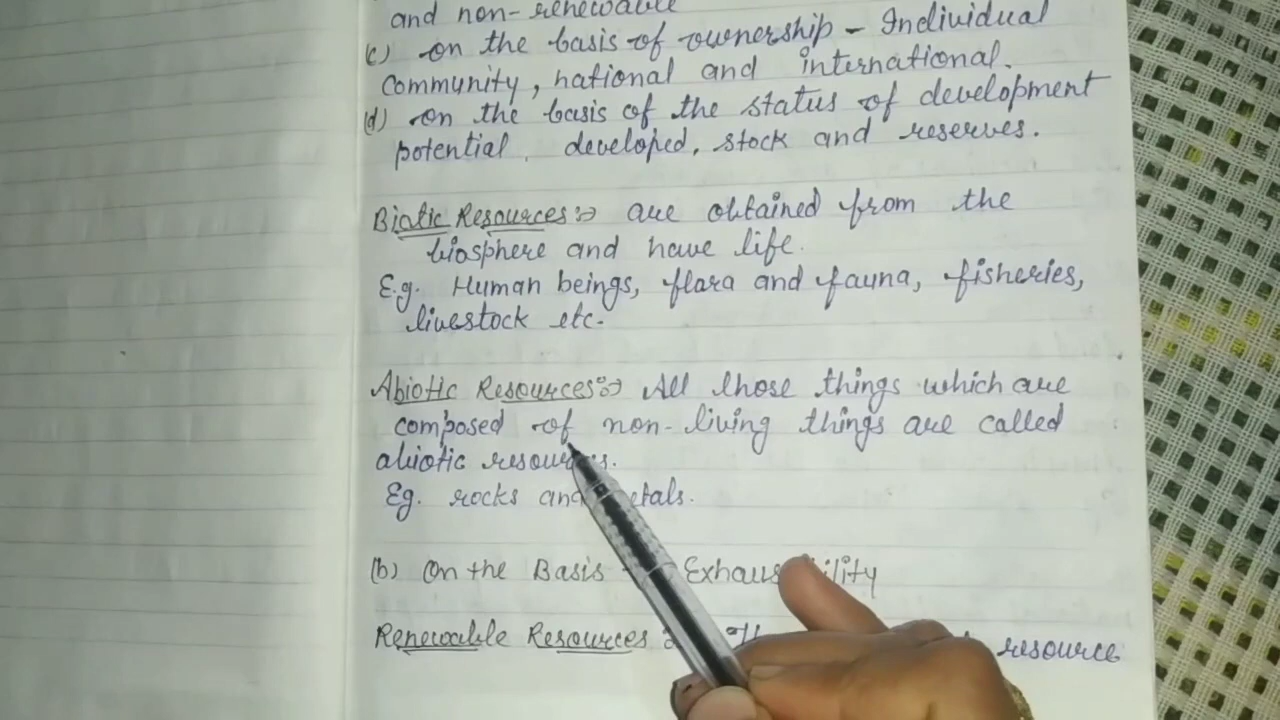 and non-renewable
(c) on the basis of ownership - Individual
community, national and international.
(d) on the basis of the status of development
potential, developed, stock and reserves.
Biotic Resources:→ are obtained from the
biosphere and have life.
E.g. Human beings, flora and fauna, fisheries,
livestock etc.
Abiotic Resources:→ All those things which are
composed of non-living things are called
abiotic resources.
Eg. rocks and metals.
(b) On the Basis Exhaustibility
Renewable Resources resource